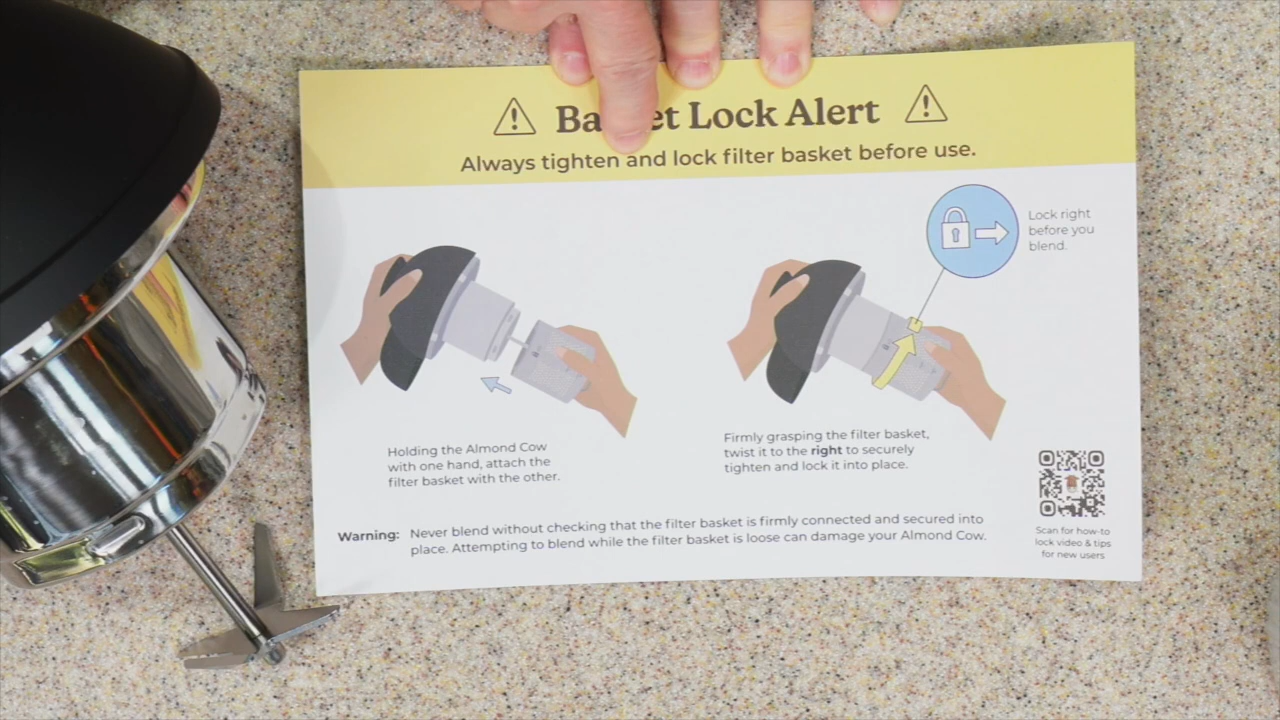 Ba et Lock Alert
Always tighten and lock filter basket before use.
Lock right
before you
blend.
Holding the Almond Cow
with one hand, attach the
filter basket with the other.
Firmly grasping the filter basket,
twist it to the right to securely
tighten and lock it into place.
Warning: Never blend without checking that the filter basket is firmly connected and secured into
place. Attempting to blend while the filter basket is loose can damage your Almond Cow.
Scan for how-to
lock video & tips
for new users